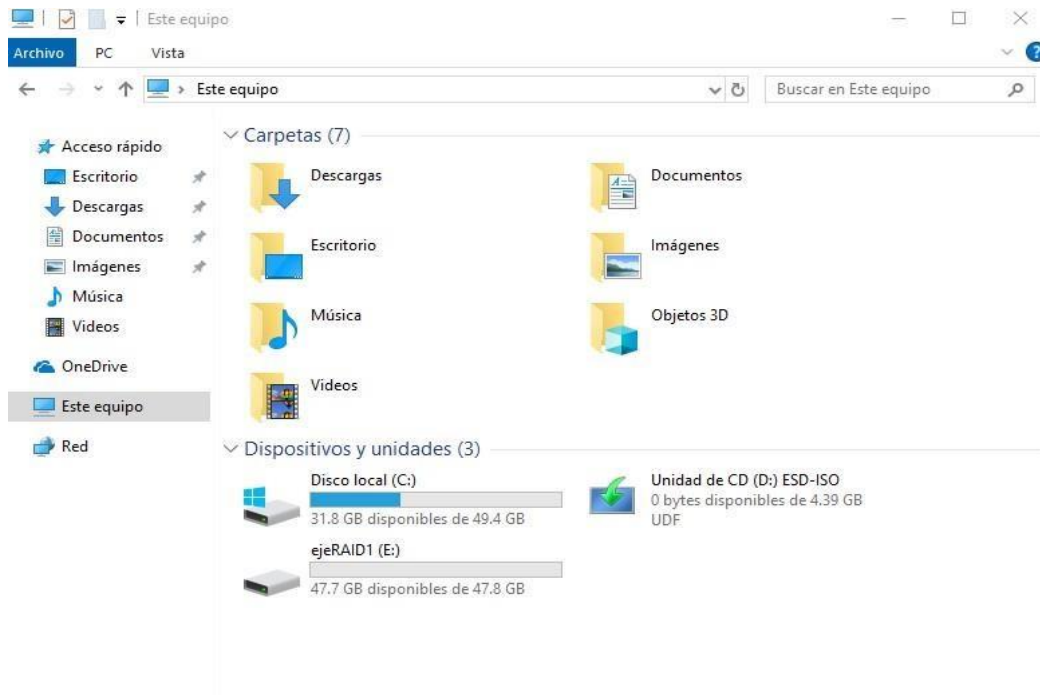 Este equipo
Archivo PC Vista
?
Este equipo
Buscar en Este equipo
Acceso rápido
Escritorio
Descargas
Documentos
Imágenes
Música
Videos
OneDrive
Este equipo
Red
Carpetas (7)
Descargas
Documentos
Escritorio
Imágenes
Música
Objetos 3D
Videos
Dispositivos y unidades (3)
Disco local (C:)
31.8 GB disponibles de 49.4 GB
Unidad de CD (D:) ESD-ISO
0 bytes disponibles de 4.39 GB
UDF
ejeRAID1 (E:)
47.7 GB disponibles de 47.8 GB